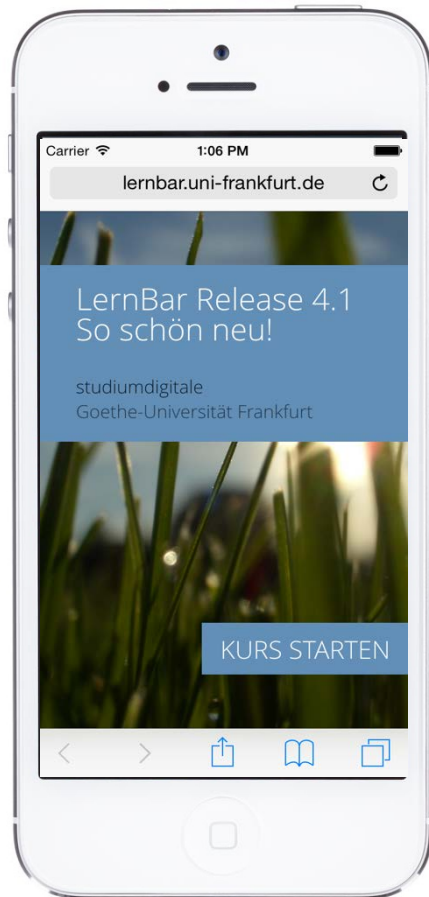 Carrier 1:06 PM
lernbar.uni-frankfurt.de
LernBar Release 4.1
So schön neu!
studiumdigitale
Goethe-Universität Frankfurt
KURS STARTEN